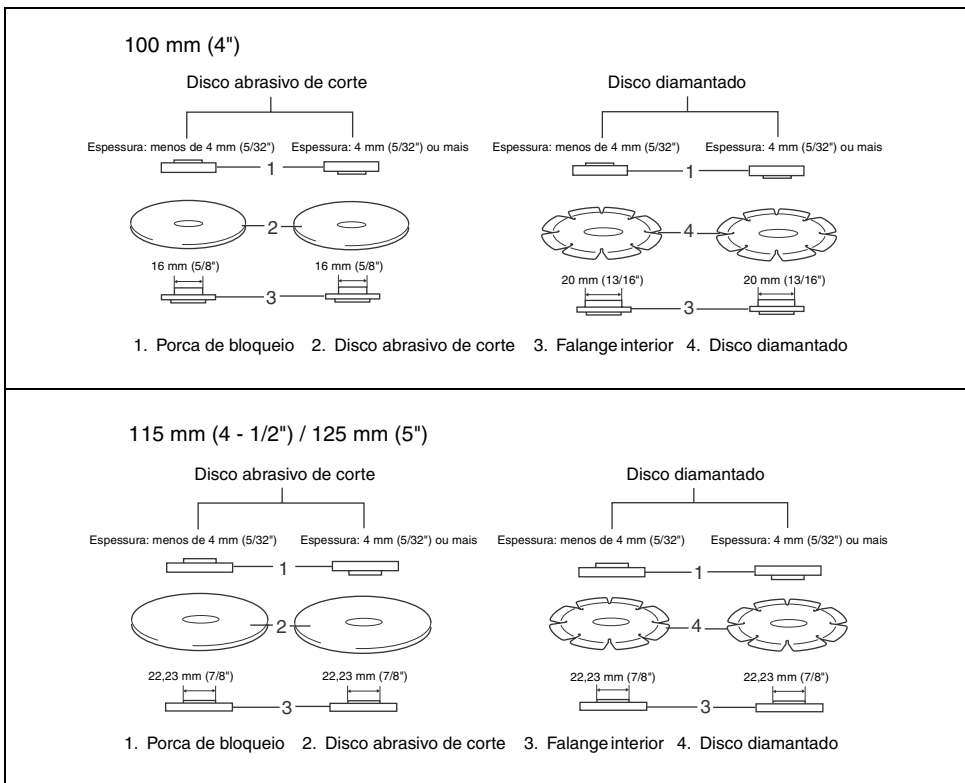 100 mm (4")
Disco abrasivo de corte Disco diamantado
Espessura: menos de 4 mm (5/32") Espessura: 4 mm (5/32") ou mais Espessura: menos de 4 mm (5/32") Espessura: 4 mm (5/32") ou mais
1 1
2 4
16 mm (5/8") 16 mm (5/8") 20 mm (13/16") 20 mm (13/16")
3 3
1. Porca de bloqueio 2. Disco abrasivo de corte 3. Falange interior 4. Disco diamantado
115 mm (4 - 1/2") / 125 mm (5")
Disco abrasivo de corte Disco diamantado
Espessura: menos de 4 mm (5/32") Espessura: 4 mm (5/32") ou mais Espessura: menos de 4 mm (5/32") Espessura: 4 mm (5/32") ou mais
1 1
2 4
22,23 mm (7/8") 22,23 mm (7/8") 22,23 mm (7/8") 22,23 mm (7/8")
3 3
1. Porca de bloqueio 2. Disco abrasivo de corte 3. Falange interior 4. Disco diamantado